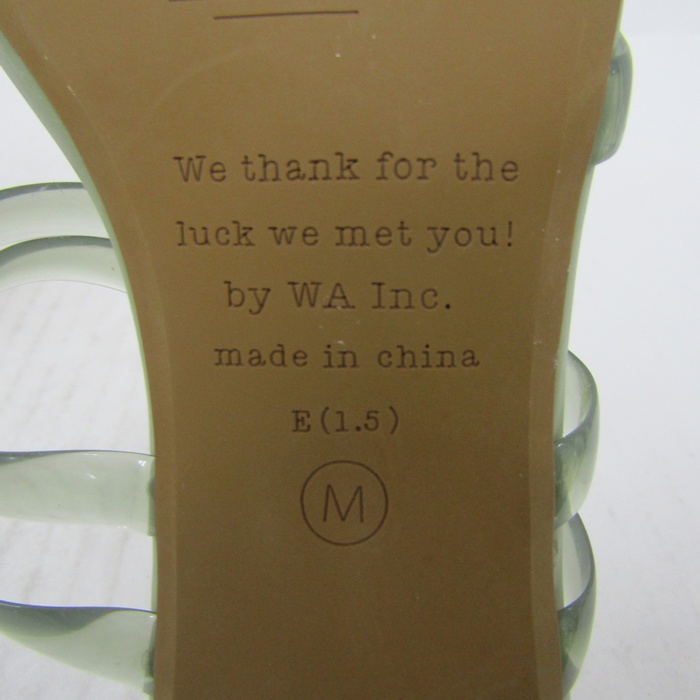 We thank for the
luck we met you!
by WA Inc.
made in china
E(1.5)
M